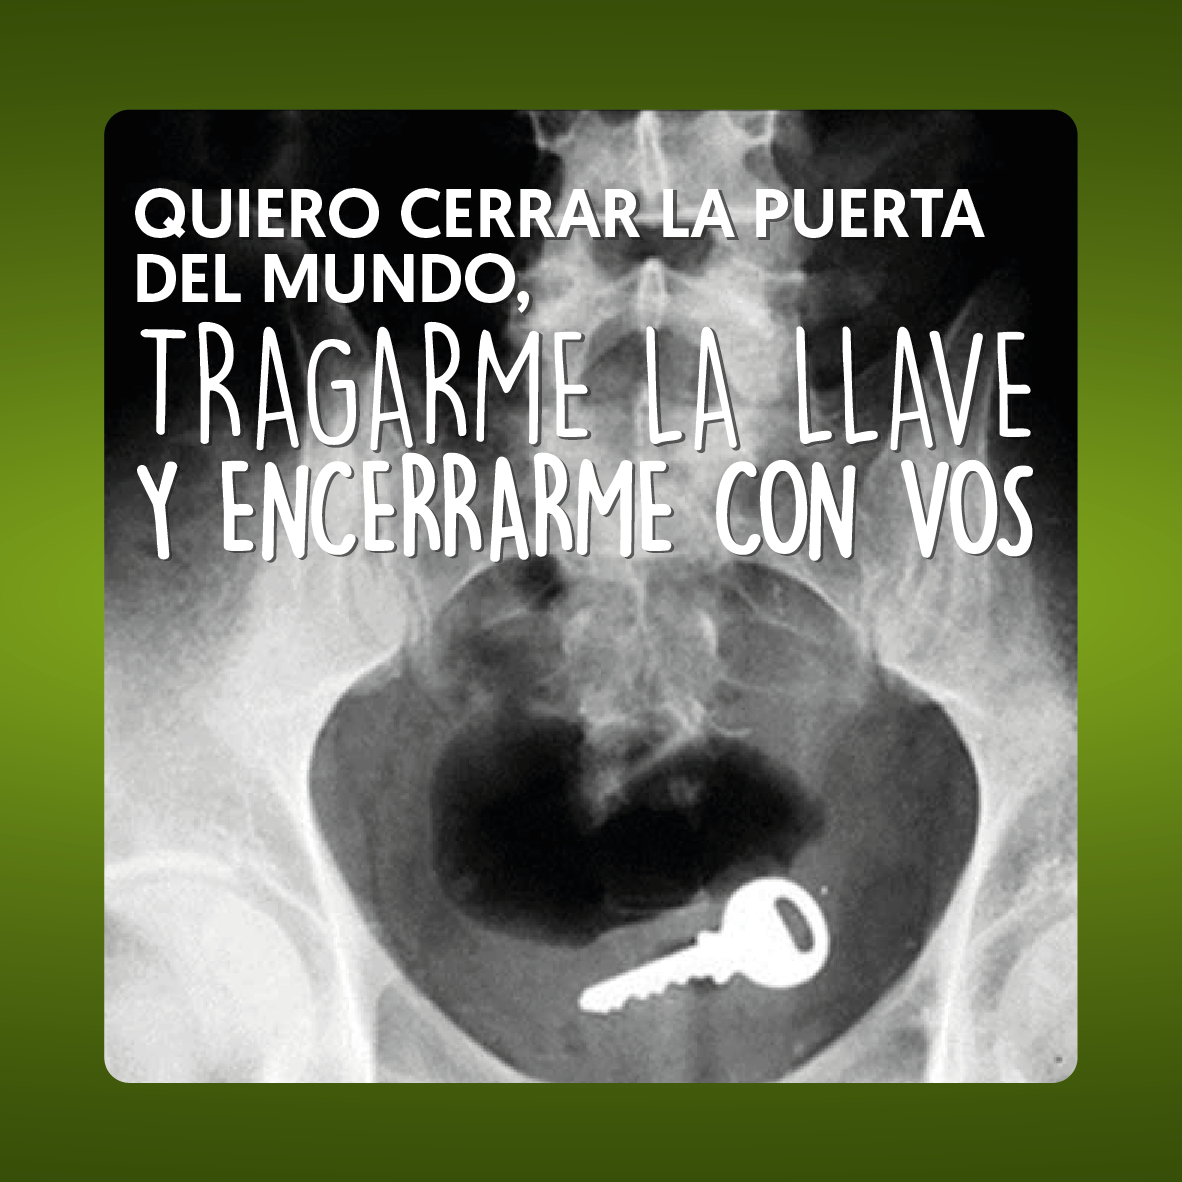 QUIERO CERRAR LA PUERTA
DEL MUNDO,
TRAGARME LA LLAVE
Y ENCERRARME CON VOS